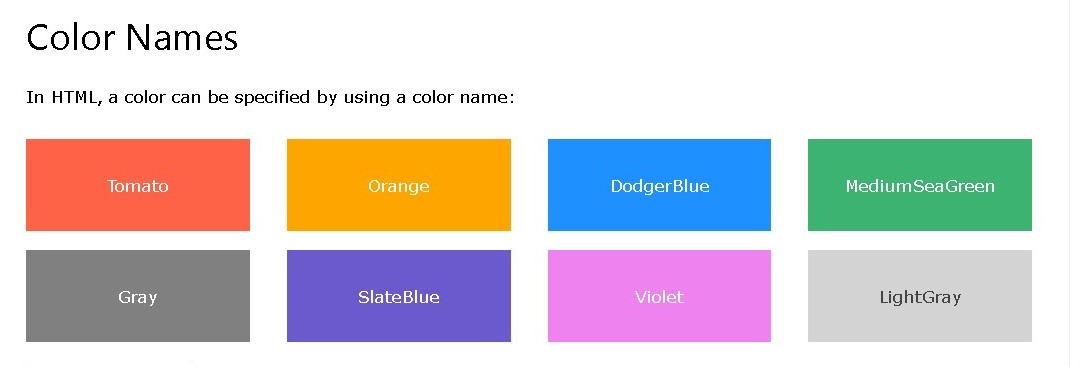 Color Names
In HTML, a color can be specified by using a color name:
Tomato
Orange
DodgerBlue
MediumSeaGreen
Gray
SlateBlue
Violet
LightGray